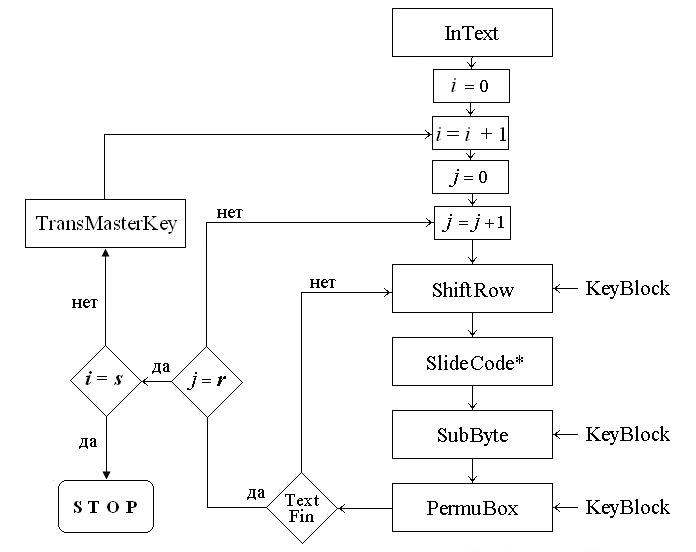 InText
i = 0
i = i + 1
j = 0
TransMasterKey
нет
j = j+1
нет
ShiftRow
KeyBlock
нет
i = s
да
j = r
SlideCode*
да
SubByte
KeyBlock
S T O P
да
Text
Fin
PermuBox
KeyBlock